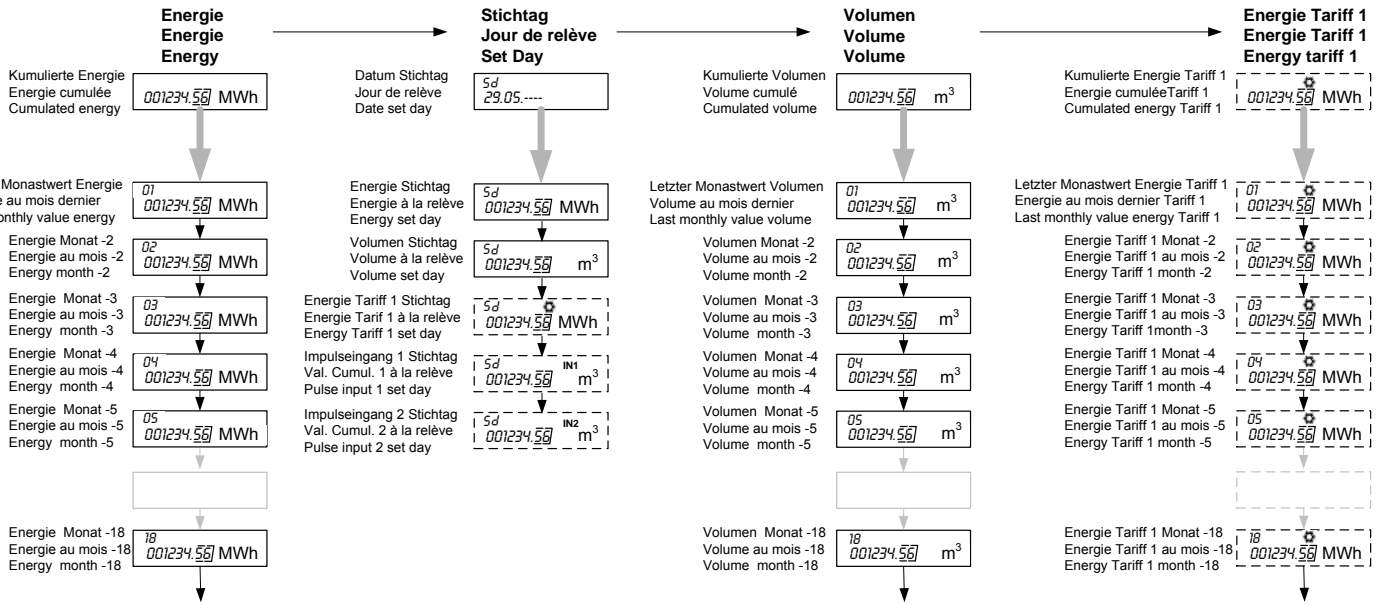 Energie
Energie
Energy
Kumulierte Energie
Energie cumulée
Cumulated energy
001234.56 MWh
Monastwert Energie
au mois dernier
value energy
01
001234.56 MWh
Energie Monat -2
Energie au mois -2
Energy month -2
02
001234.56 MWh
Energie Monat -3
Energie au mois -3
Energy month -3
03
001234.56 MWh
Energie Monat -4
Energie au mois -4
Energy month -4
04
001234.56 MWh
Energie Monat -5
Energie au mois -5
Energy month -5
05
001234.56 MWh
Energie Monat -18
Energie au mois -18
Energy month -18
18
001234.56 MWh
Stichtag
Jour de relève
Set Day
Datum Stichtag
Jour de relève
Date set day
Sd
29.05.----
Energie Stichtag
Energie à la relève
Energy set day
Sd
001234.56 MWh
Volumen Stichtag
Volume à la relève
Volume set day
Sd
001234.56 m³
Energie Tariff 1 Stichtag
Energie Tarif 1 à la relève
Energy Tariff 1 set day
Sd
001234.56 MWh
Impulseingang 1 Stichtag
Val. Cumul. 1 à la relève
Pulse input 1 set day
Sd IN1
001234.56 m³
Impulseingang 2 Stichtag
Val. Cumul. 2 à la relève
Pulse input 2 set day
Sd IN2
001234.56 m³
Volumen
Volume
Volume
Kumulierte Volumen
Volume cumulé
Cumulated volume
001234.56 m³
Letzter Monastwert Volumen
Volume au mois dernier
Last monthly value volume
01
001234.56 m³
Volumen Monat -2
Volume au mois -2
Volume month -2
02
001234.56 m³
Volumen Monat -3
Volume au mois -3
Volume month -3
03
001234.56 m³
Volumen Monat -4
Volume au mois -4
Volume month -4
04
001234.56 m³
Volumen Monat -5
Volume au mois -5
Volume month -5
05
001234.56 m³
Volumen Monat -18
Volume au mois -18
Volume month -18
18
001234.56 m³
Energie Tariff 1
Energie Tariff 1
Energy tariff 1
Kumulierte Energie Tariff 1
Energie cumuléeTariff 1
Cumulated energy Tariff 1
001234.56 MWh
Letzter Monastwert Energie Tariff 1
Energie au mois dernier Tariff 1
Last monthly value energy Tariff 1
01
001234.56 MWh
Energie Tariff 1 Monat -2
Energie Tariff 1 au mois -2
Energy Tariff 1 month -2
02
001234.56 MWh
Energie Tariff 1 Monat -3
Energie Tariff 1 au mois -3
Energy Tariff 1month -3
03
001234.56 MWh
Energie Tariff 1 Monat -4
Energie Tariff 1 au mois -4
Energy Tariff 1 month -4
04
001234.56 MWh
Energie Tariff 1 Monat -5
Energie Tariff 1 au mois -5
Energy Tariff 1 month -5
05
001234.56 MWh
Energie Tariff 1 Monat -18
Energie Tariff 1 au mois -18
Energy Tariff 1 month -18
18
001234.56 MWh